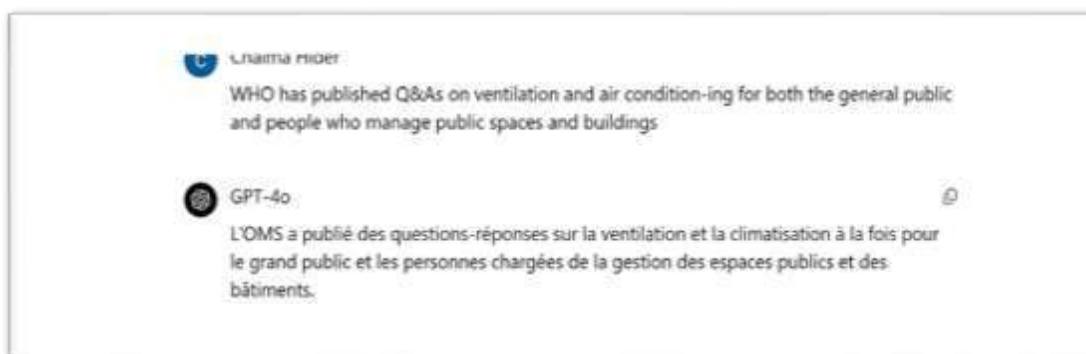 C Chaima Hider
WHO has published Q&As on ventilation and air condition-ing for both the general public
and people who manage public spaces and buildings
GPT-4o
L'OMS a publié des questions-réponses sur la ventilation et la climatisation à la fois pour
le grand public et les personnes chargées de la gestion des espaces publics et des
bâtiments.